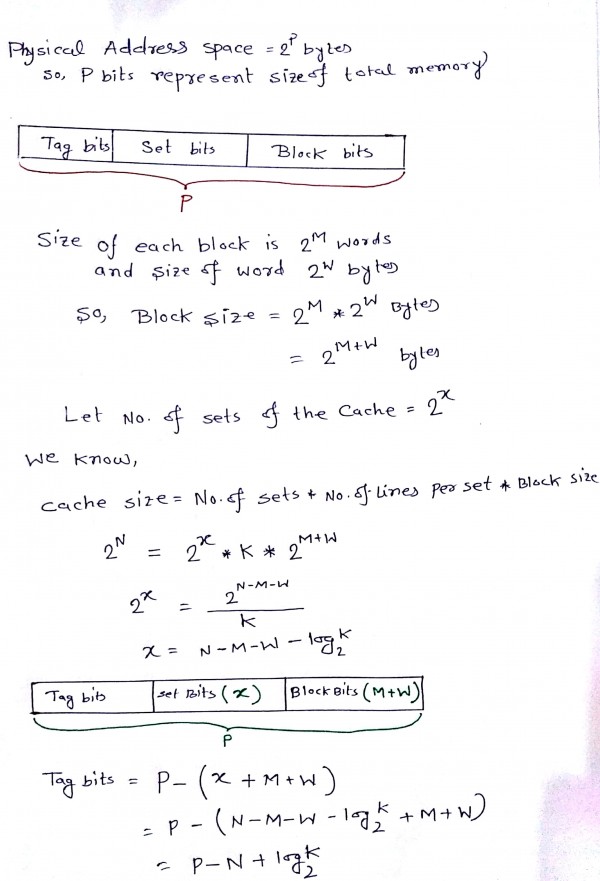 Physical Address space = 2^P bytes
So, P bits represent size of total memory
Tag bits Set bits Block bits
P
Size of each block is 2^M words
and size of word 2^W bytes
So, Block size = 2^M * 2^W Bytes
= 2^(M+W) bytes
Let No. of sets of the Cache = 2^x
We know,
Cache size = No. of sets * No. of Lines per set * Block size
2^N = 2^x * K * 2^(M+W)
2^x = 2^(N-M-W) / K
x = N-M-W - log_2 K
Tag bits set Bits (x) Block Bits (M+W)
P
Tag bits = P - (x + M + W)
= P - (N-M-W - log_2 K + M+W)
= P-N + log_2 K